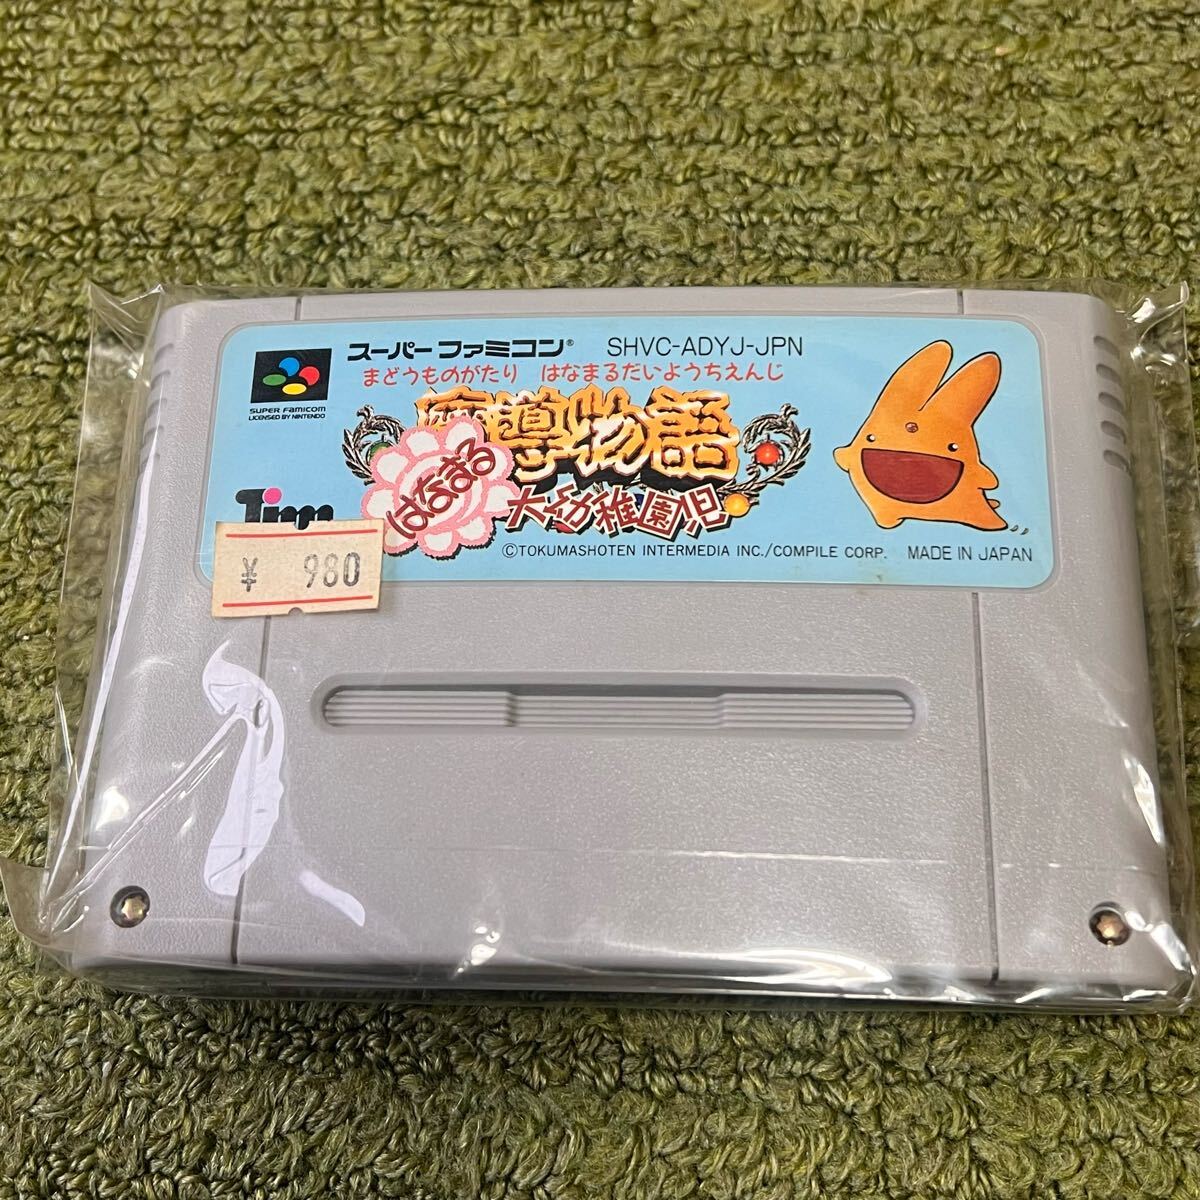 スーパーファミコン® SHVC-ADYJ-JPN
まどうものがたり はなまるだいようちえんじ
SUPER FAMICOM
LICENSED BY NINTENDO
魔導物語
はなまる
大幼稚園児
¥ 980
©TOKUMASHOTEN INTERMEDIA INC./COMPILE CORP. MADE IN JAPAN